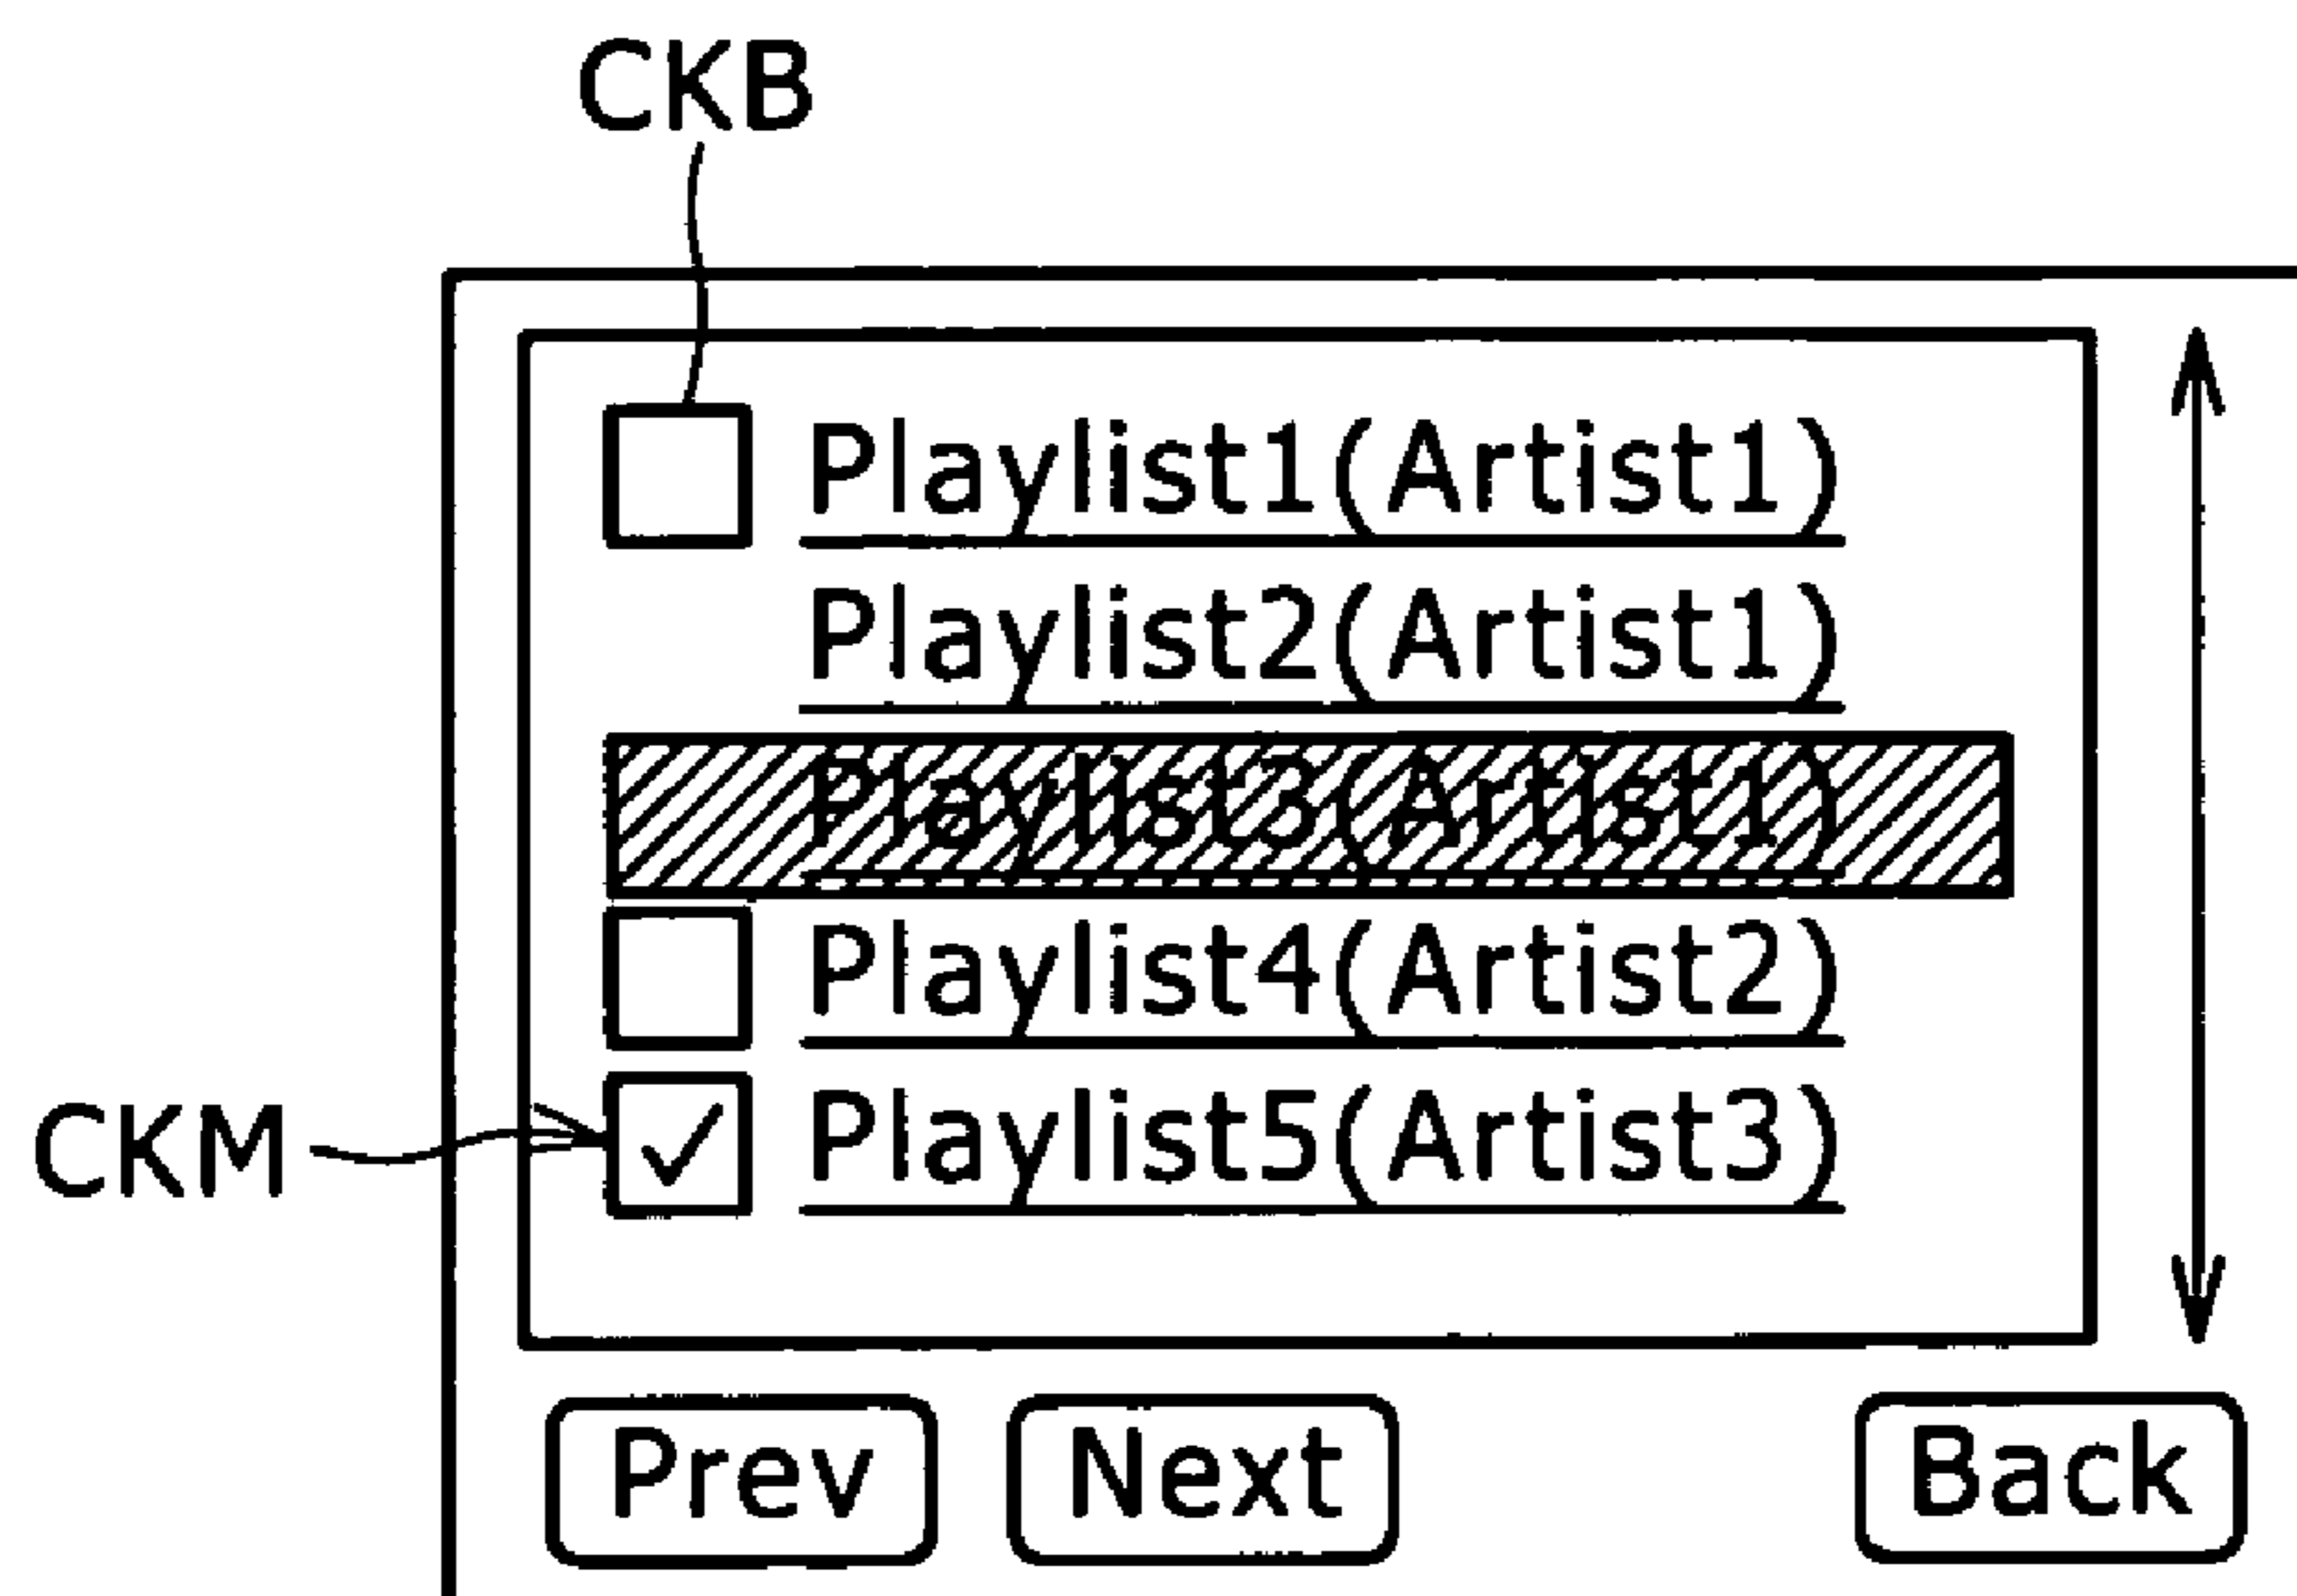 CKB
Playlist1(Artist1)
Playlist2(Artist1)
Playlist3(Artist1)
Playlist4(Artist2)
CKM
Playlist5(Artist3)
Prev Next Back